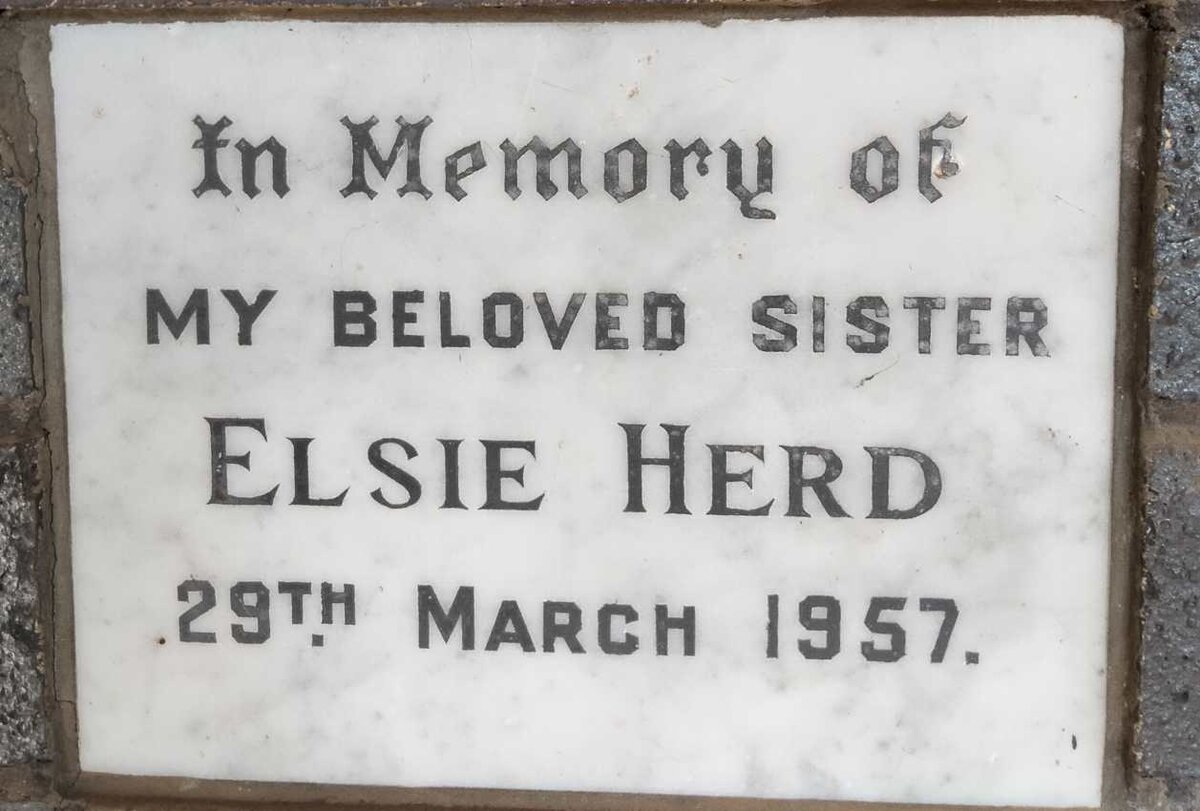 In Memory of
MY BELOVED SISTER
ELSIE HERD
29TH. MARCH 1957.